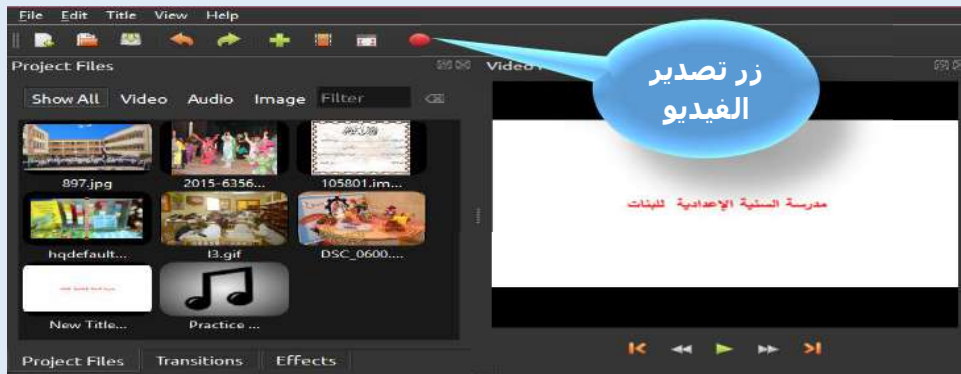 File Edit Title View Help
Project Files
Video
زر تصدير
الفيديو
Show All Video Audio Image Filter
897.jpg 2015-6356... 105801.im...
مدرسة السنية الإعدادية للبنات
hqdefault... I3.gif DSC_0600....
New Title... Practice ...
Project Files Transitions Effects